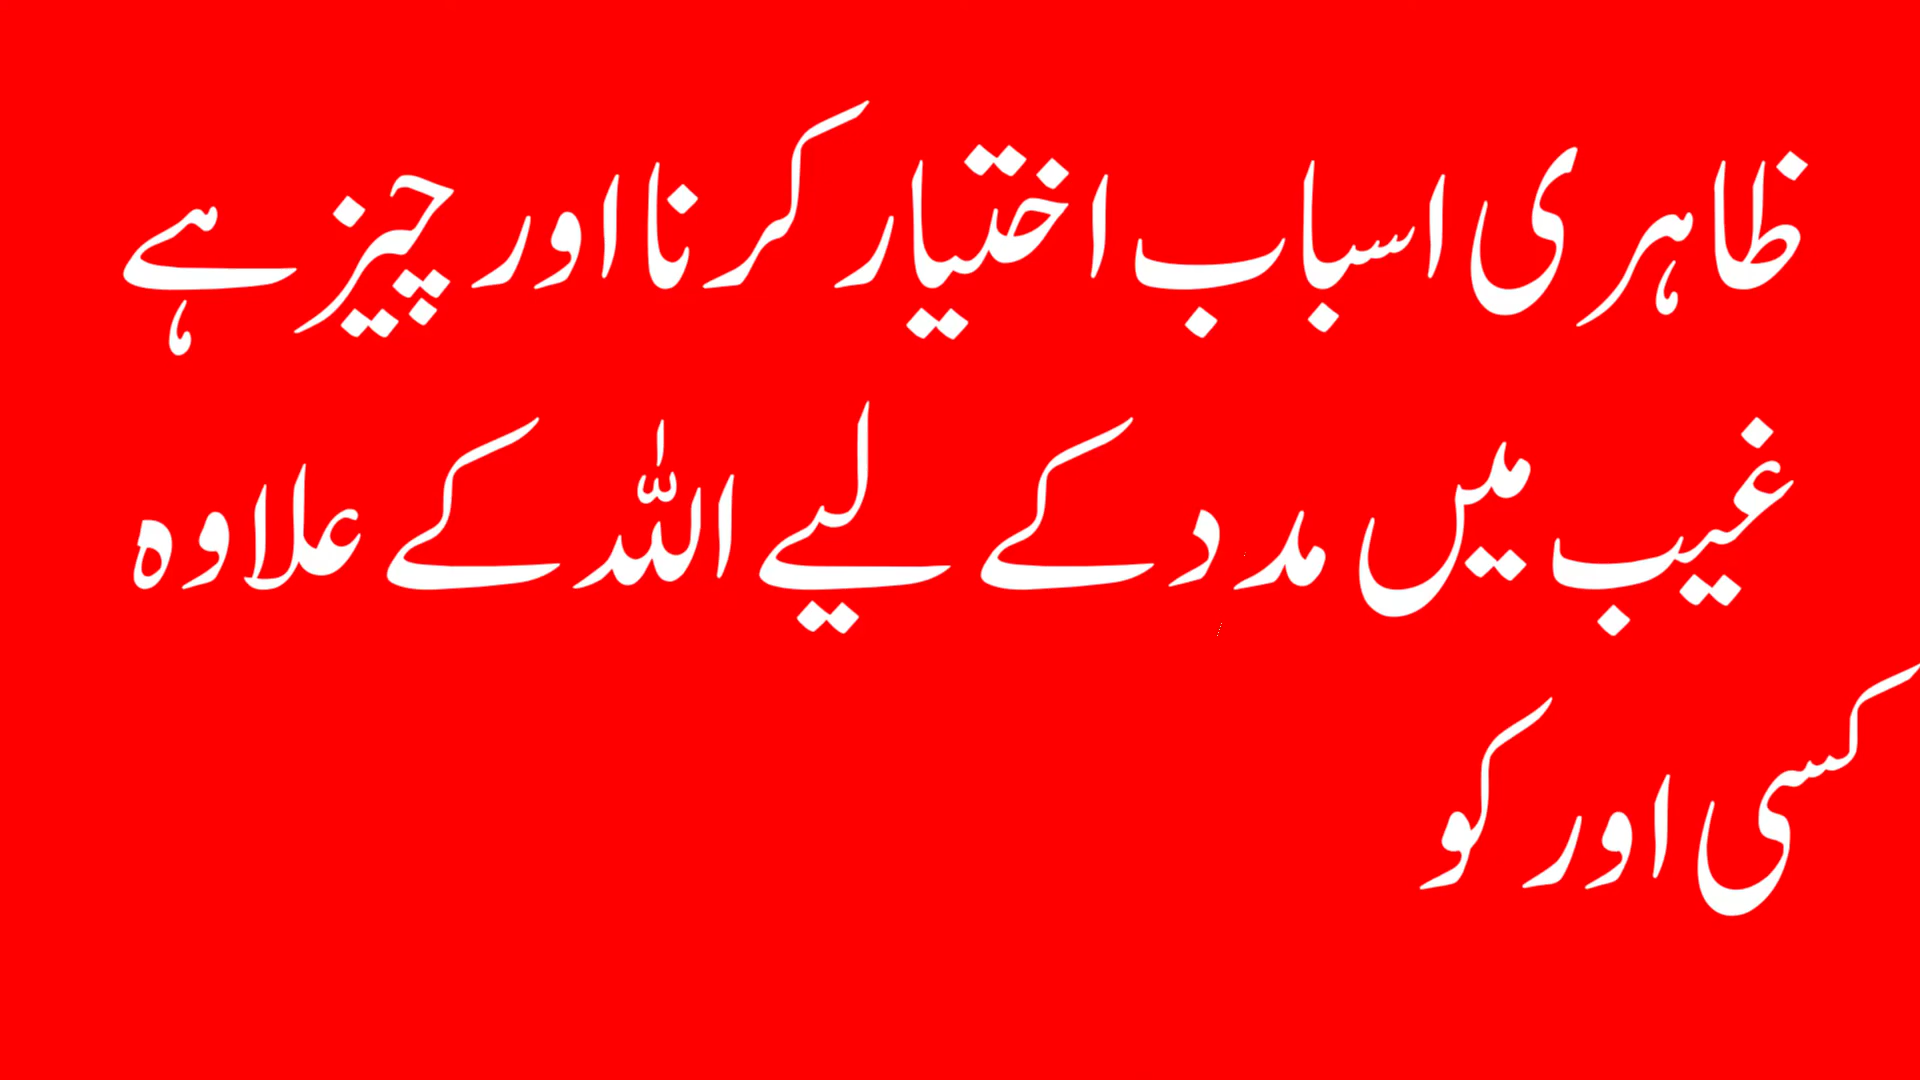 ظاہری اسباب اختیار کرنا اور چیز ہے
غیب میں مدد کے لیے اللہ کے علاوہ
کسی اور کو